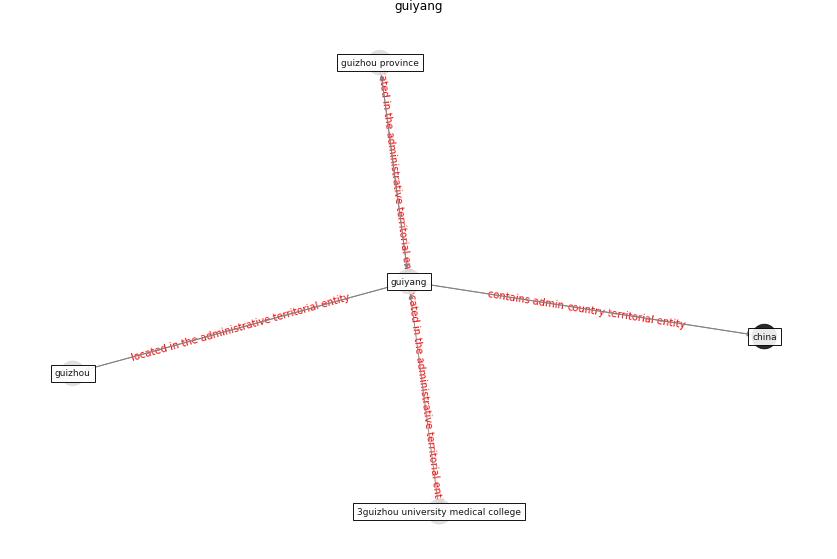 guiyang
guizhou province
ated in the administrative territorial en
guiyang
contains admin country territorial entity
located in the administrative territorial entity
china
guizhou
cated in the administrative territorial ent
3guizhou university medical college